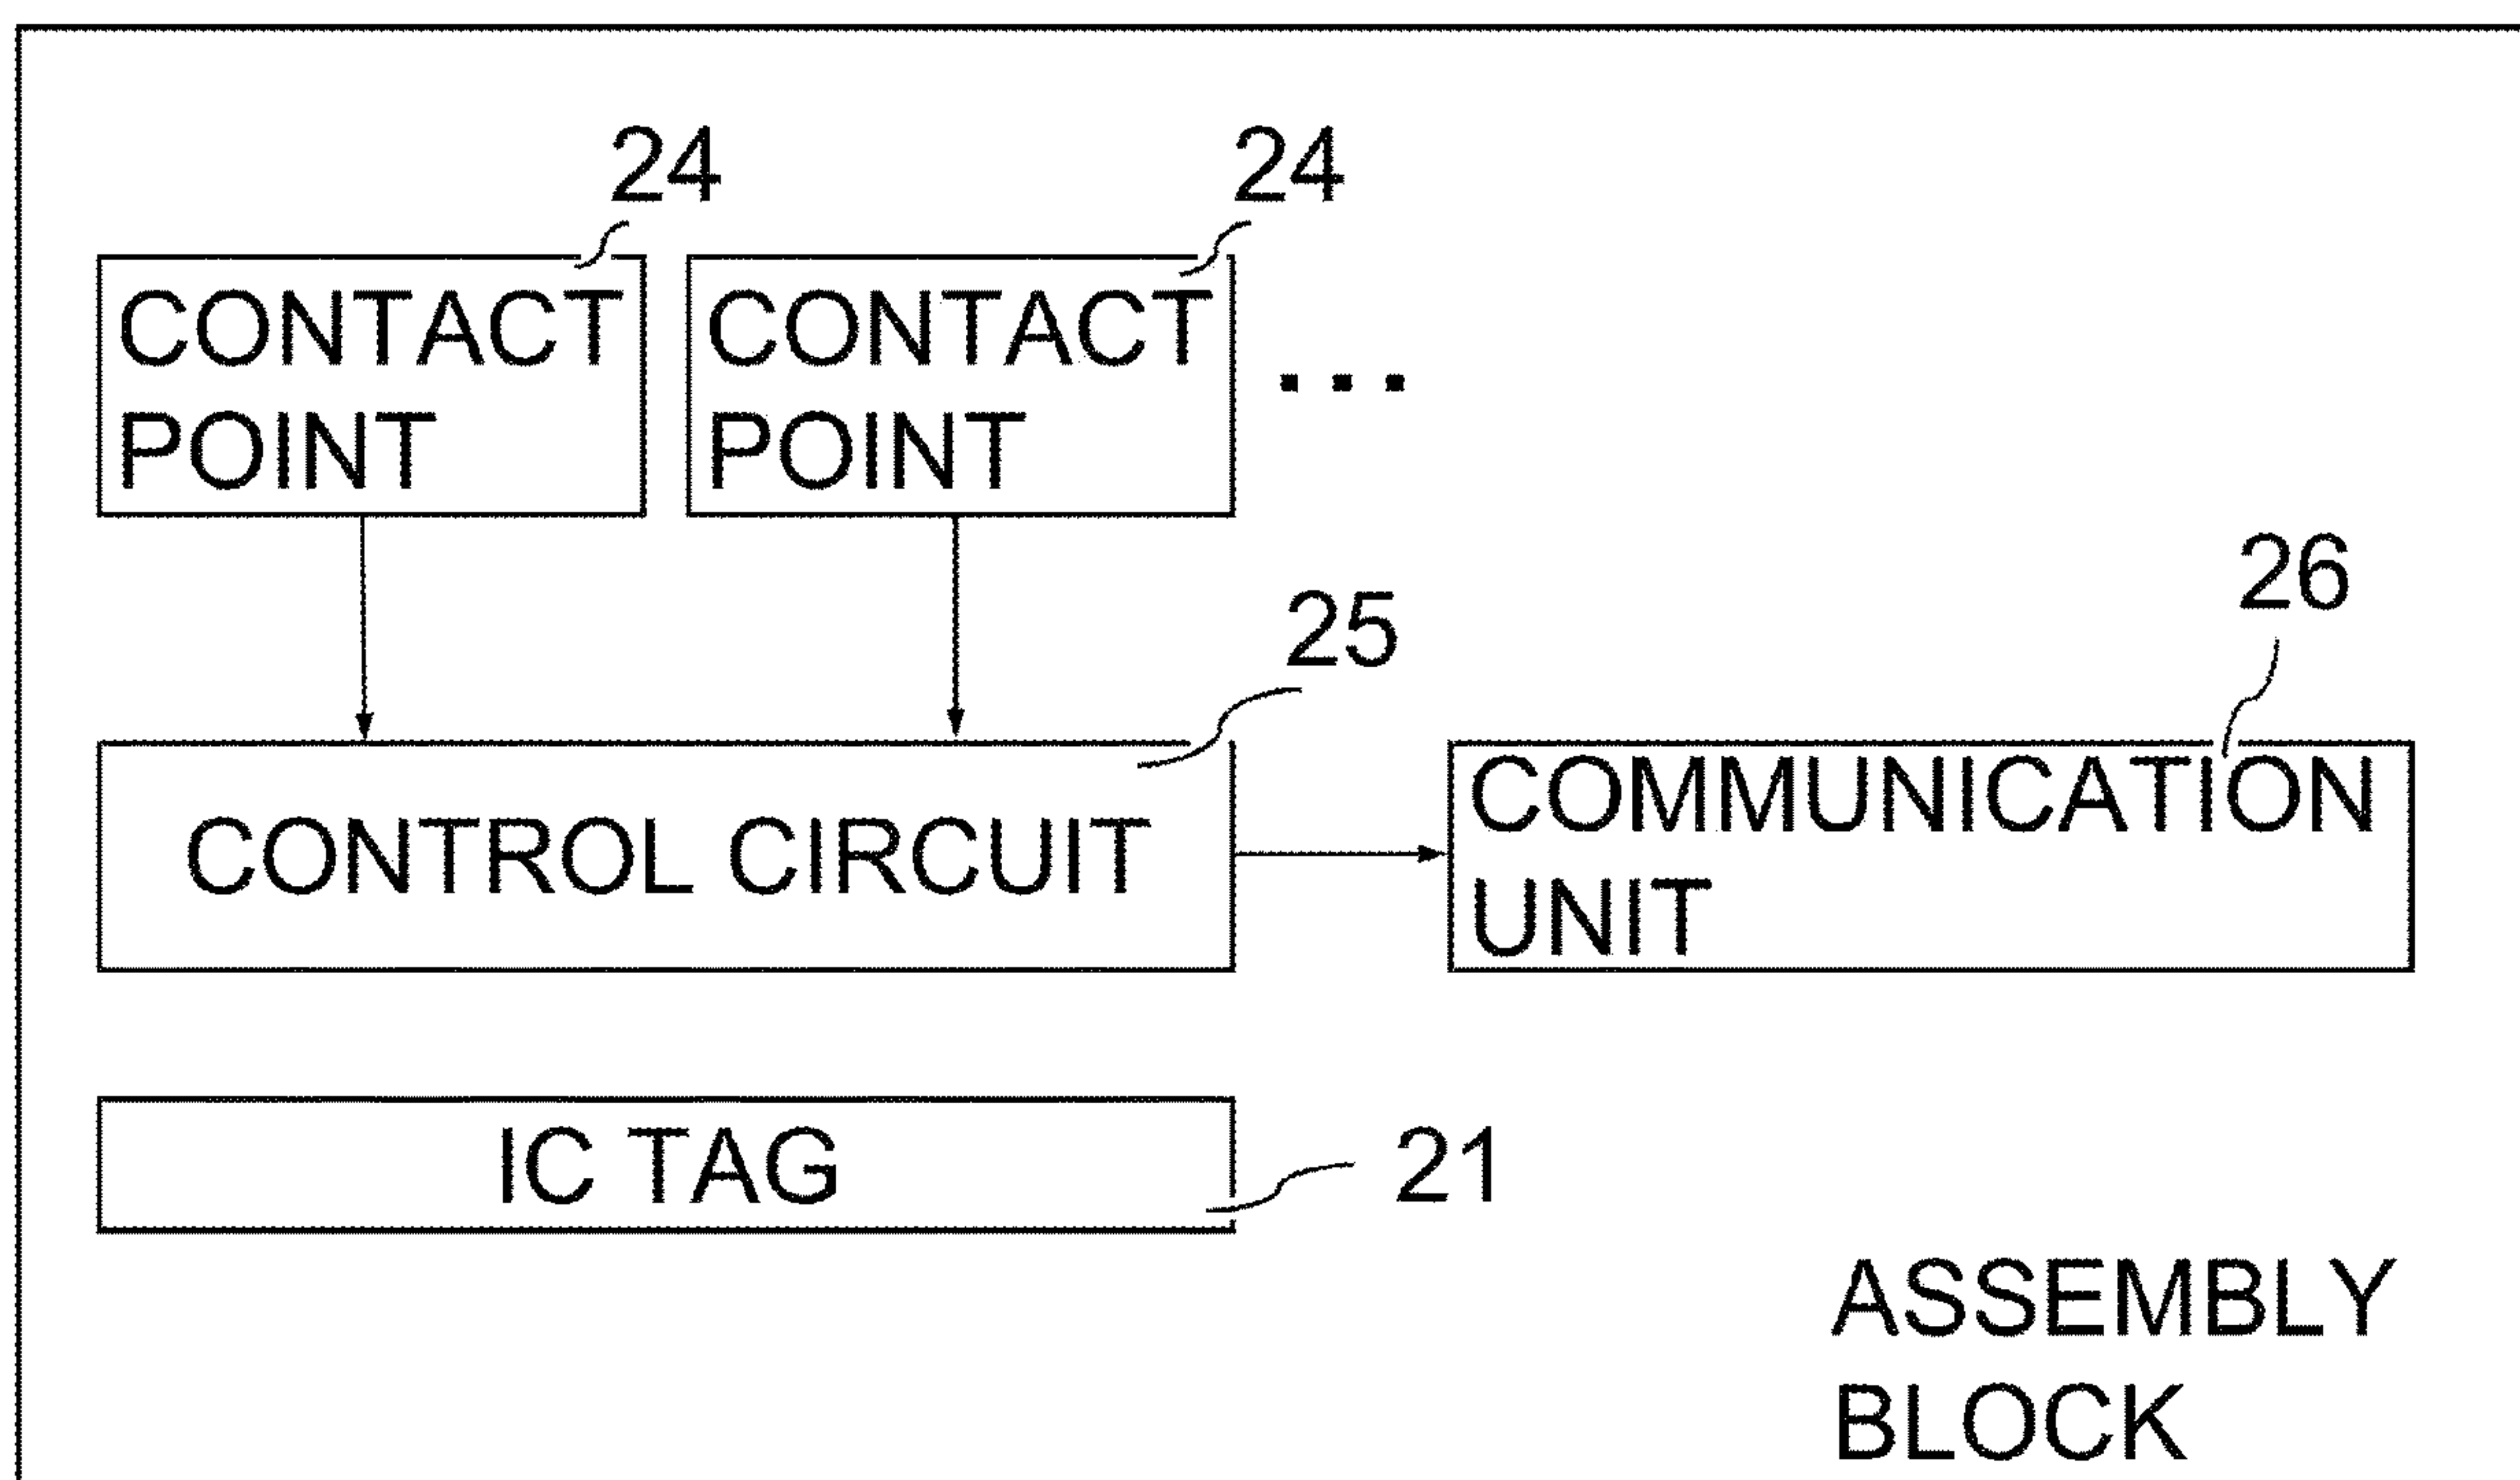 24
24
CONTACT
POINT
CONTACT
POINT
...
25
26
CONTROL CIRCUIT
COMMUNICATION
UNIT
IC TAG
21
ASSEMBLY
BLOCK